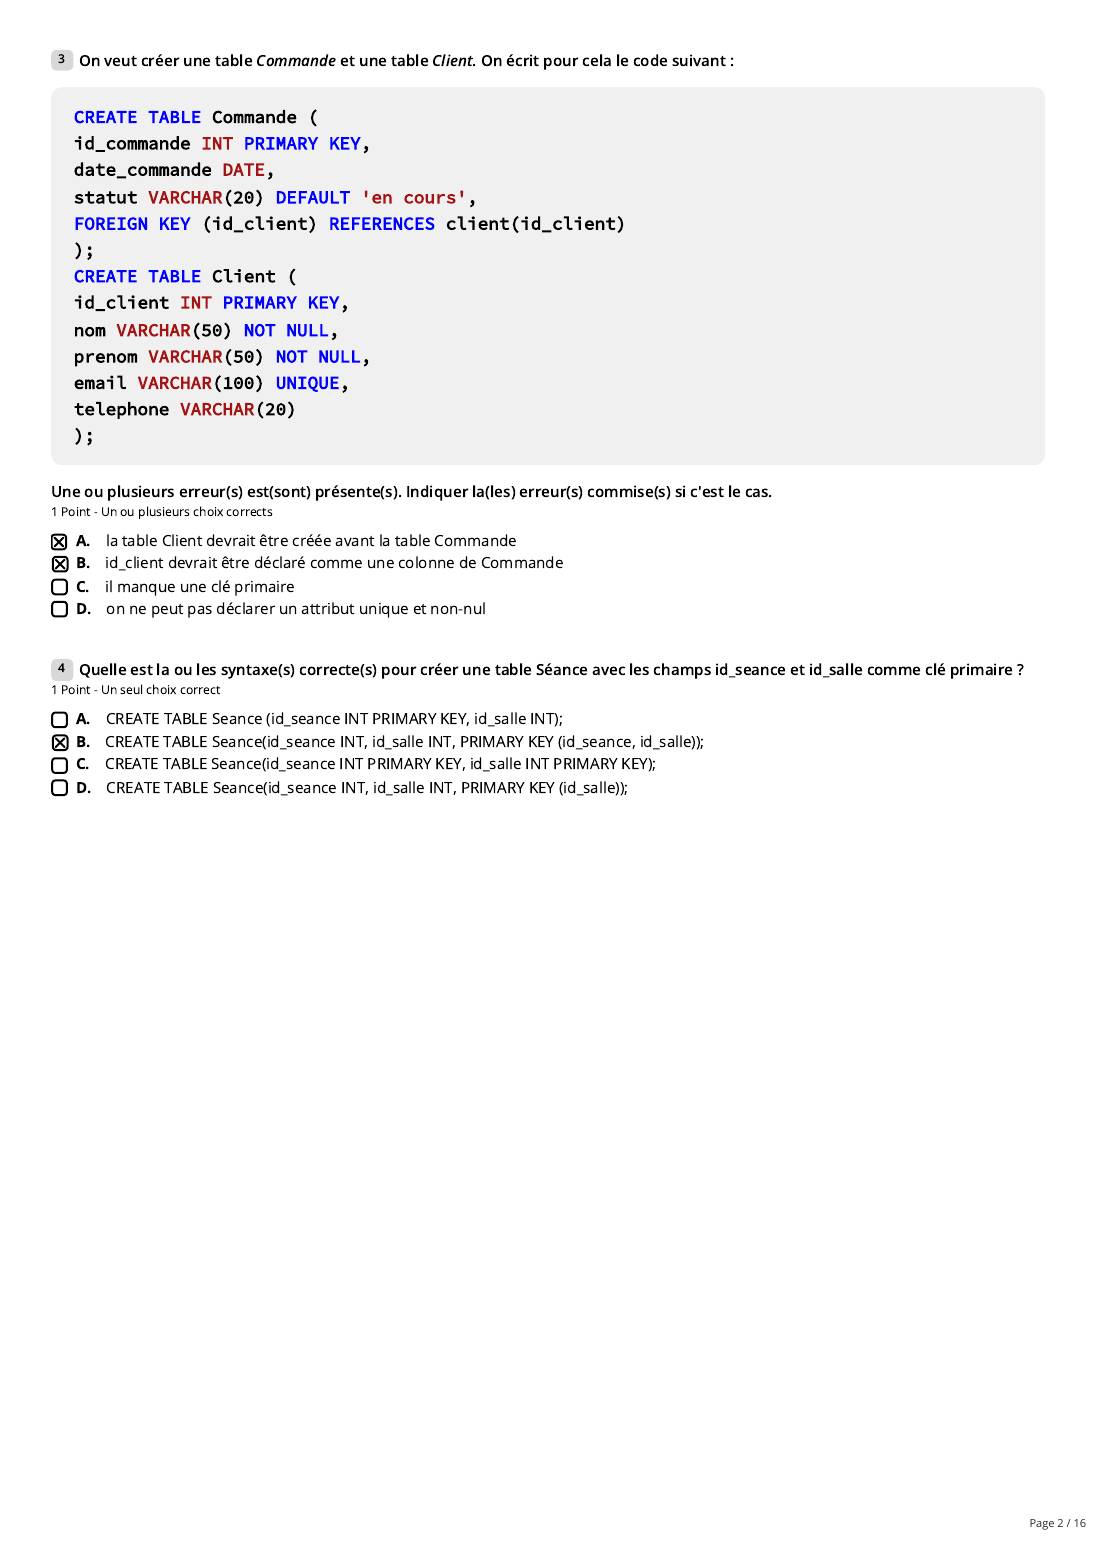 3 On veut créer une table Commande et une table Client. On écrit pour cela le code suivant :
CREATE TABLE Commande (
id_commande INT PRIMARY KEY,
date_commande DATE,
statut VARCHAR(20) DEFAULT 'en cours',
FOREIGN KEY (id_client) REFERENCES client(id_client)
);
CREATE TABLE Client (
id_client INT PRIMARY KEY,
nom VARCHAR(50) NOT NULL,
prenom VARCHAR(50) NOT NULL,
email VARCHAR(100) UNIQUE,
telephone VARCHAR(20)
);
Une ou plusieurs erreur(s) est(sont) présente(s). Indiquer la(les) erreur(s) commise(s) si c'est le cas.
1 Point - Un ou plusieurs choix corrects
A. la table Client devrait être créée avant la table Commande
B. id_client devrait être déclaré comme une colonne de Commande
C. il manque une clé primaire
D. on ne peut pas déclarer un attribut unique et non-nul
4 Quelle est la ou les syntaxe(s) correcte(s) pour créer une table Séance avec les champs id_seance et id_salle comme clé primaire ?
1 Point - Un seul choix correct
A. CREATE TABLE Seance (id_seance INT PRIMARY KEY, id_salle INT);
B. CREATE TABLE Seance(id_seance INT, id_salle INT, PRIMARY KEY (id_seance, id_salle));
C. CREATE TABLE Seance(id_seance INT PRIMARY KEY, id_salle INT PRIMARY KEY);
D. CREATE TABLE Seance(id_seance INT, id_salle INT, PRIMARY KEY (id_salle));
Page 2 / 16